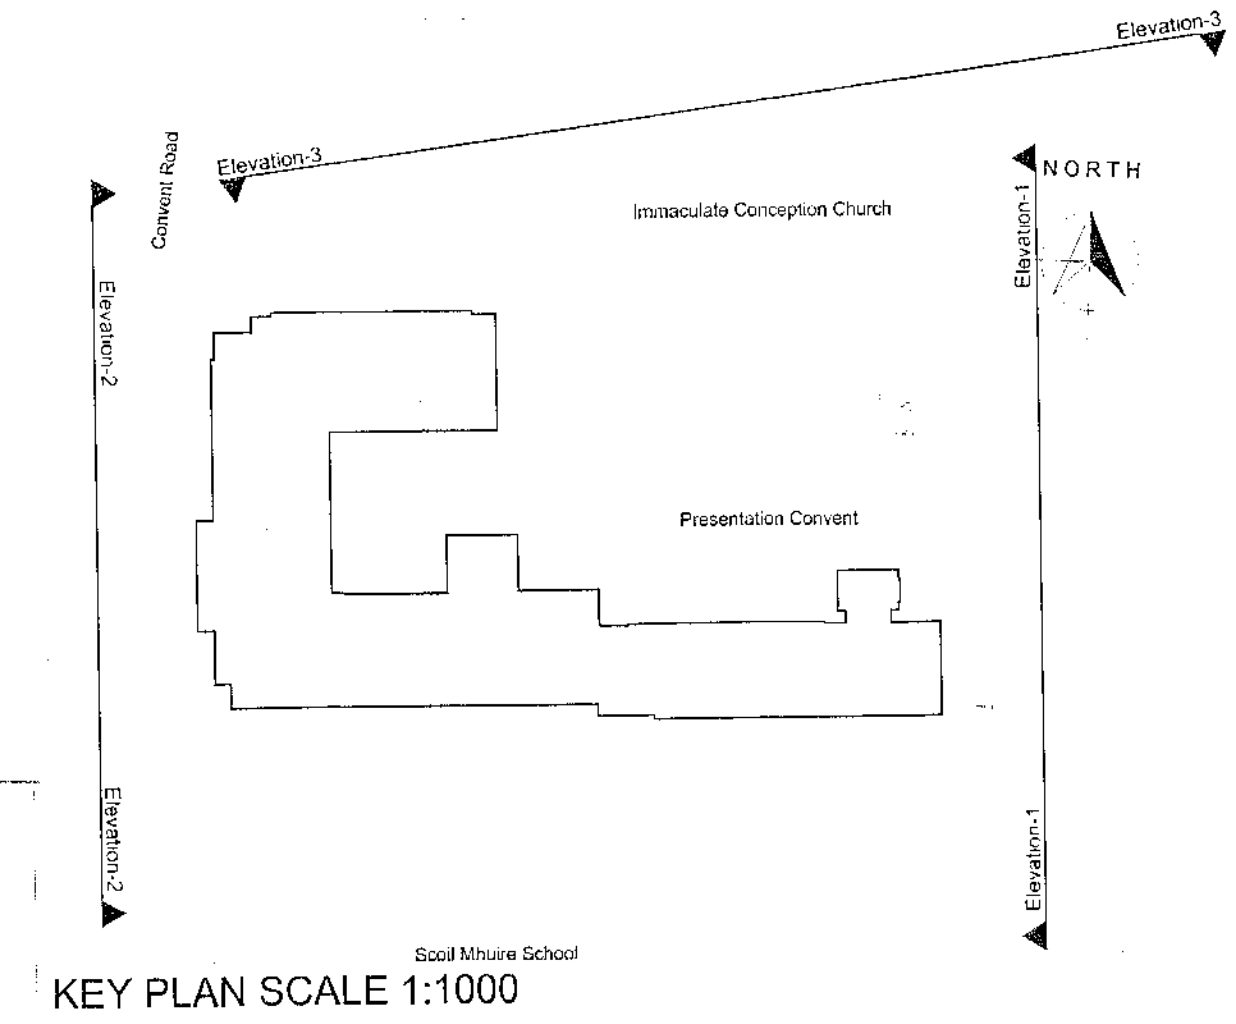 Elevation-3
Elevation-3
Convent Road
NORTH
Immaculate Conception Church
Elevation-1
Elevation-2
Presentation Convent
Elevation-2
Elevation-1
Scoil Mhuire School
KEY PLAN SCALE 1:1000